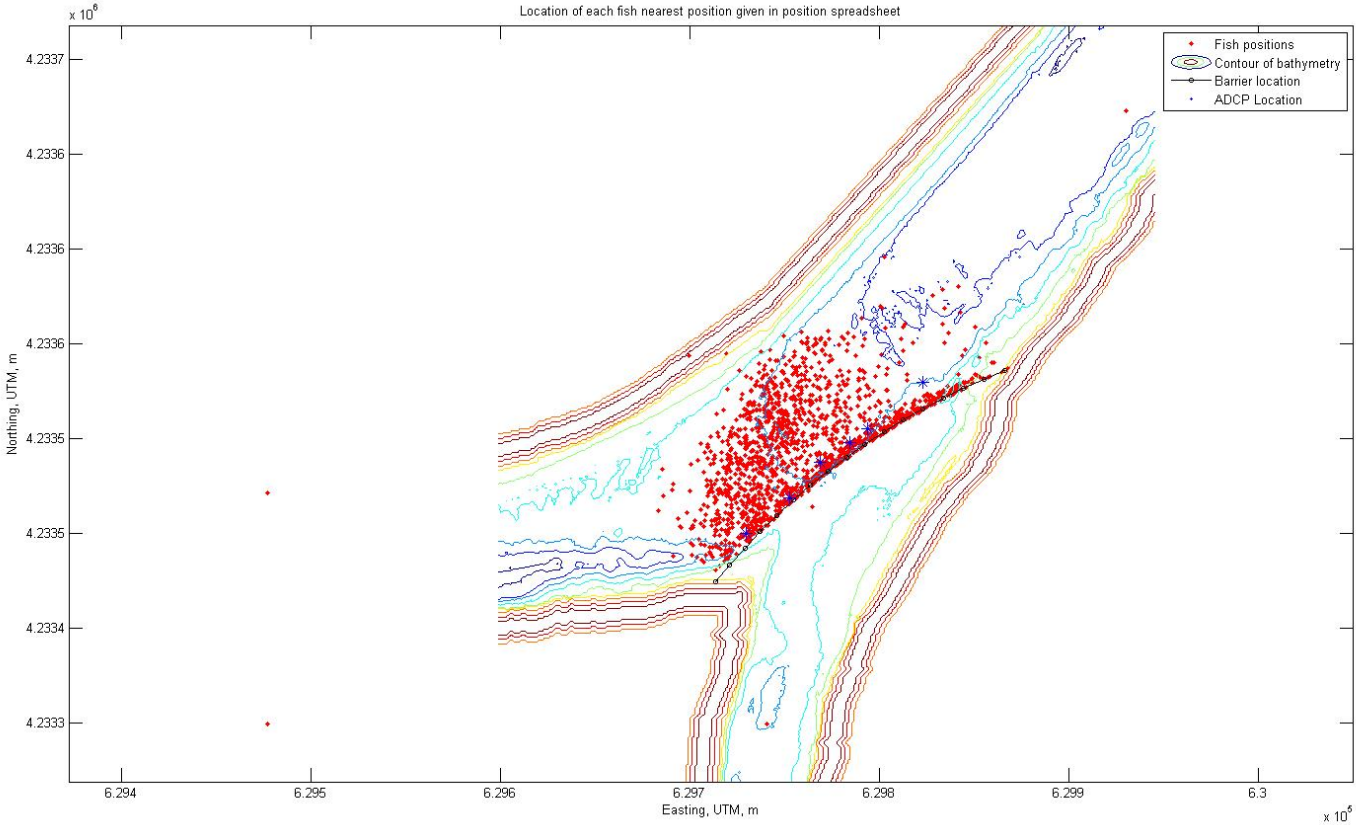 Location of each fish nearest position given in position spreadsheet
x 10^6
4.2337
4.2336
4.2336
4.2336
4.2335
4.2335
4.2334
4.2333
Northing, UTM, m
Fish positions
Contour of bathymetry
Barrier location
ADCP Location
6.294
6.295
6.296
6.297
6.298
6.299
6.3
Easting, UTM, m
x 10^5